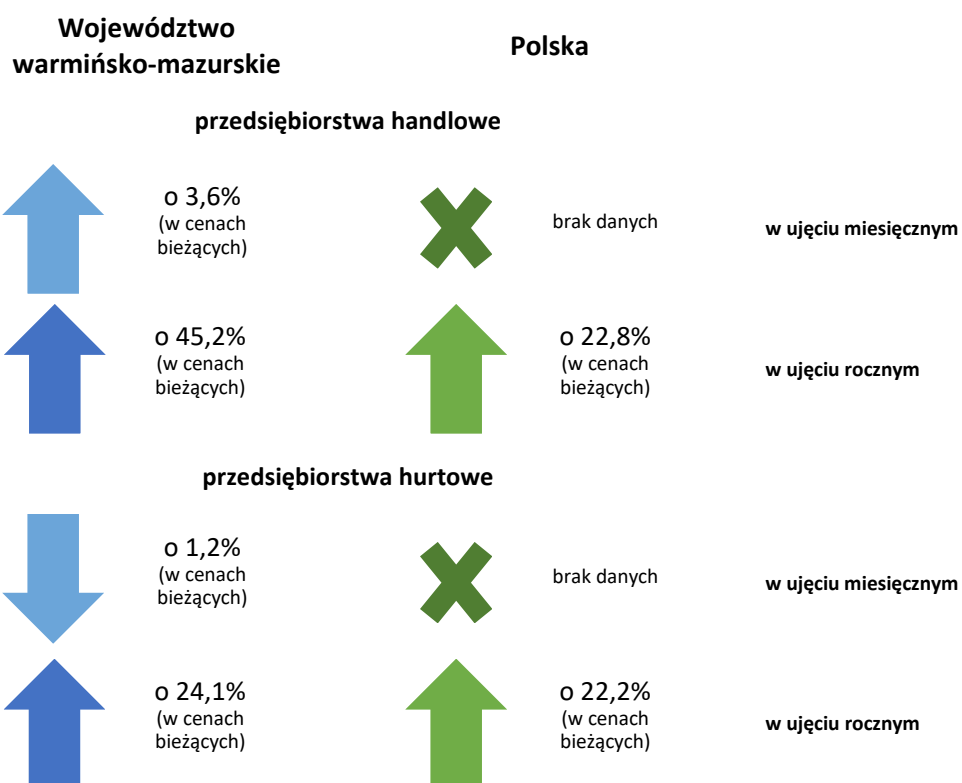 Województwo
warmińsko-mazurskie
Polska
przedsiębiorstwa handlowe
o 3,6%
(w cenach
bieżących)
brak danych
w ujęciu miesięcznym
o 45,2%
(w cenach
bieżących)
o 22,8%
(w cenach
bieżących)
w ujęciu rocznym
przedsiębiorstwa hurtowe
o 1,2%
(w cenach
bieżących)
brak danych
w ujęciu miesięcznym
o 24,1%
(w cenach
bieżących)
o 22,2%
(w cenach
bieżących)
w ujęciu rocznym